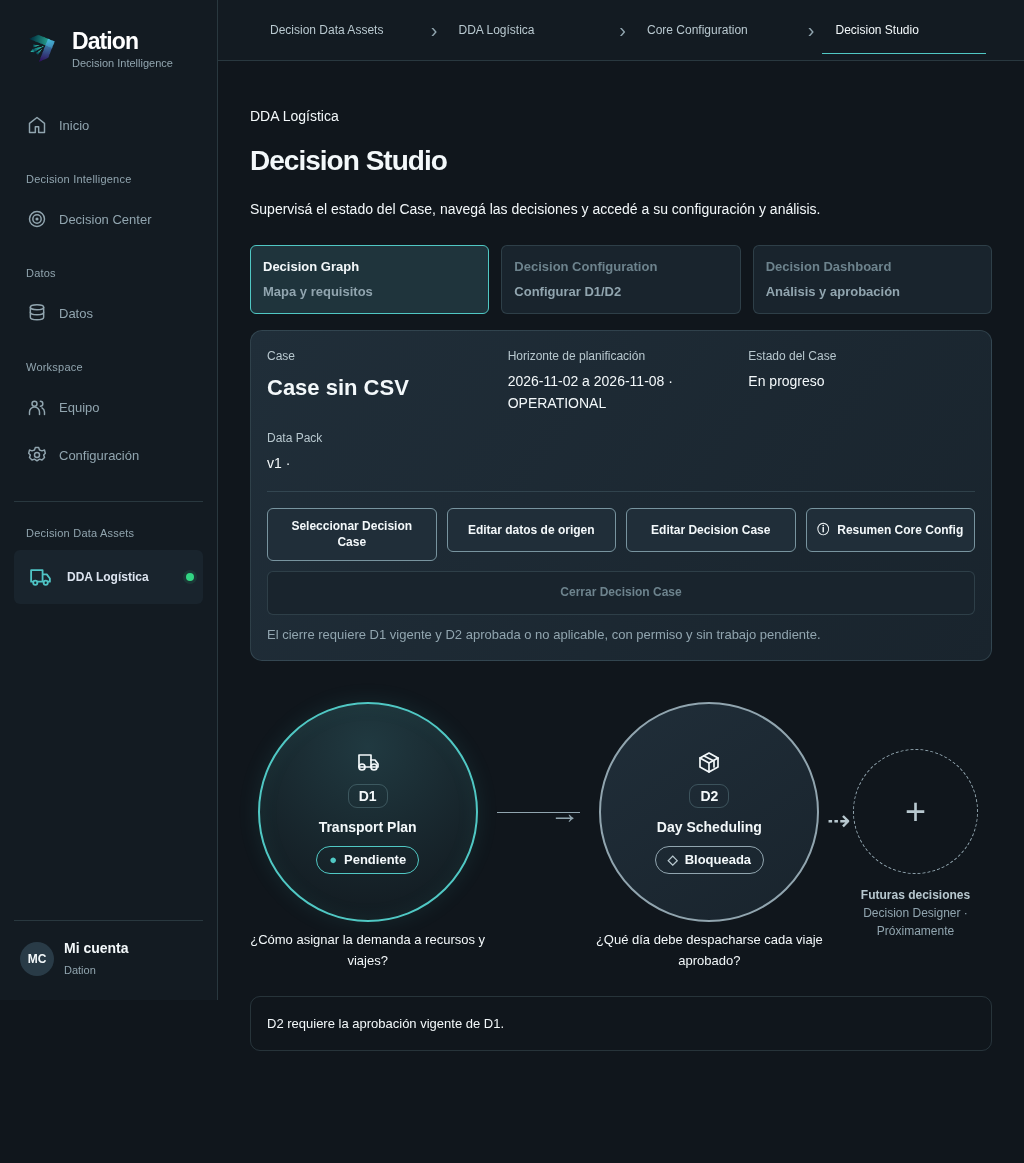 Dation
Decision Intelligence
Inicio
Decision Intelligence
Decision Center
Datos
Datos
Workspace
Equipo
Configuración
Decision Data Assets
DDA Logística
MC
Mi cuenta
Dation
Decision Data Assets › DDA Logística › Core Configuration › Decision Studio
DDA Logística
Decision Studio
Supervisá el estado del Case, navegá las decisiones y accedé a su configuración y análisis.
Decision Graph
Mapa y requisitos
Decision Configuration
Configurar D1/D2
Decision Dashboard
Análisis y aprobación
Case
Case sin CSV
Horizonte de planificación
2026-11-02 a 2026-11-08 ·
OPERATIONAL
Estado del Case
En progreso
Data Pack
v1 ·
Seleccionar Decision
Case
Editar datos de origen
Editar Decision Case
ⓘ Resumen Core Config
Cerrar Decision Case
El cierre requiere D1 vigente y D2 aprobada o no aplicable, con permiso y sin trabajo pendiente.
D1
Transport Plan
● Pendiente
¿Cómo asignar la demanda a recursos y
viajes?
→
D2
Day Scheduling
◇ Bloqueada
¿Qué día debe despacharse cada viaje
aprobado?
⇢
+
Futuras decisiones
Decision Designer ·
Próximamente
D2 requiere la aprobación vigente de D1.